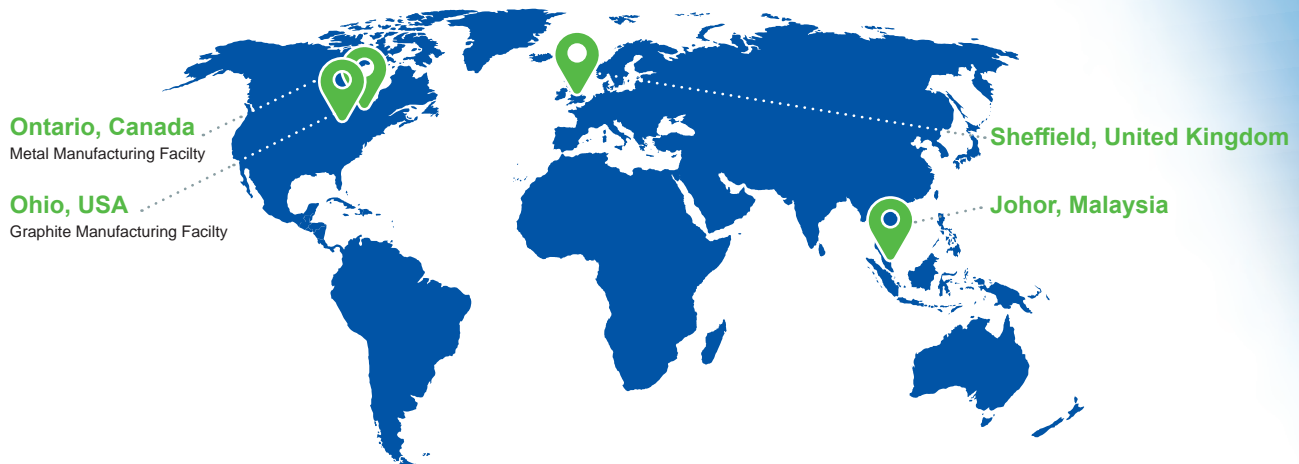 Ontario, Canada
Metal Manufacturing Facilty
Ohio, USA
Graphite Manufacturing Facilty
Sheffield, United Kingdom
Johor, Malaysia